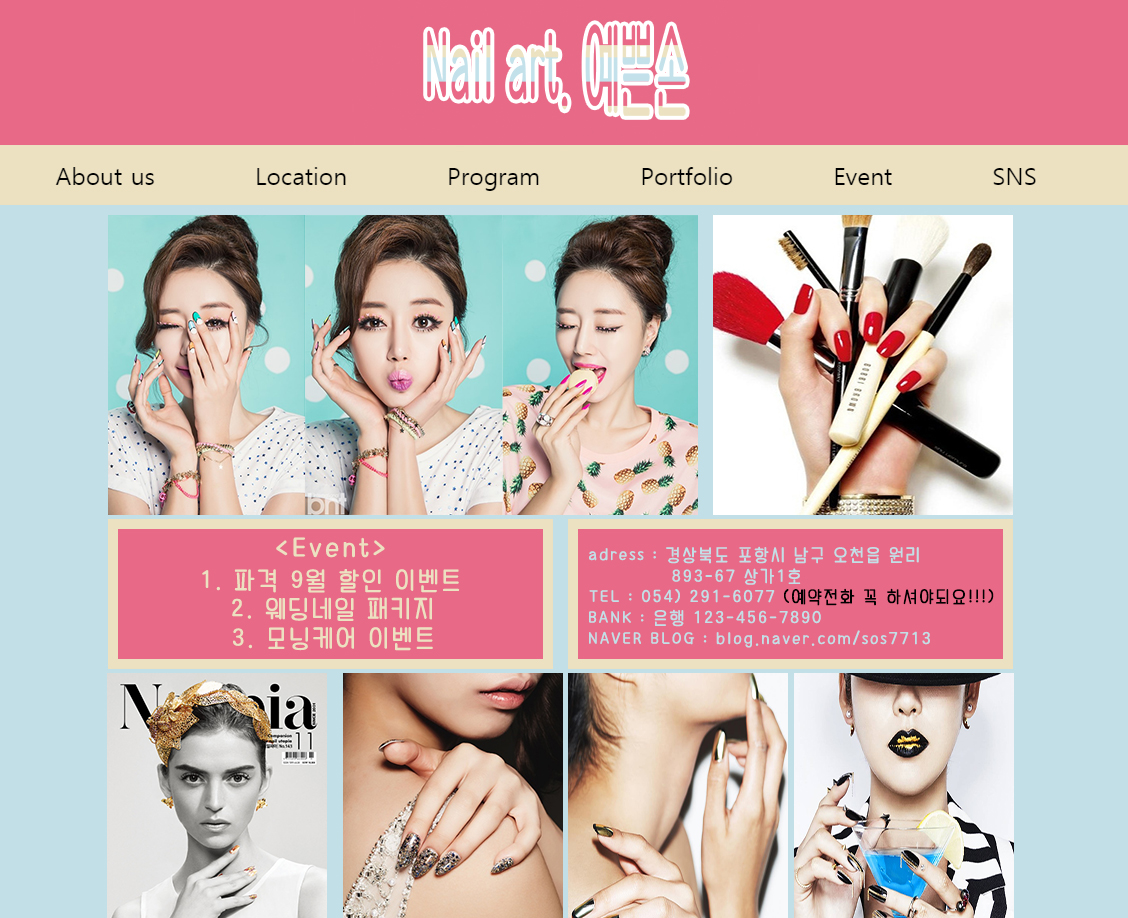 Nail art. 예쁜손
About us Location Program Portfolio Event SNS
bnt
<Event>
1. 파격 9월 할인 이벤트
2. 웨딩네일 패키지
3. 모닝케어 이벤트
adress : 경상북도 포항시 남구 오천읍 원리
893-67 상가1호
TEL : 054) 291-6077 (예약전화 꼭 하셔야되요!!!)
BANK : 은행 123-456-7890
NAVER BLOG : blog.naver.com/sos7713
11